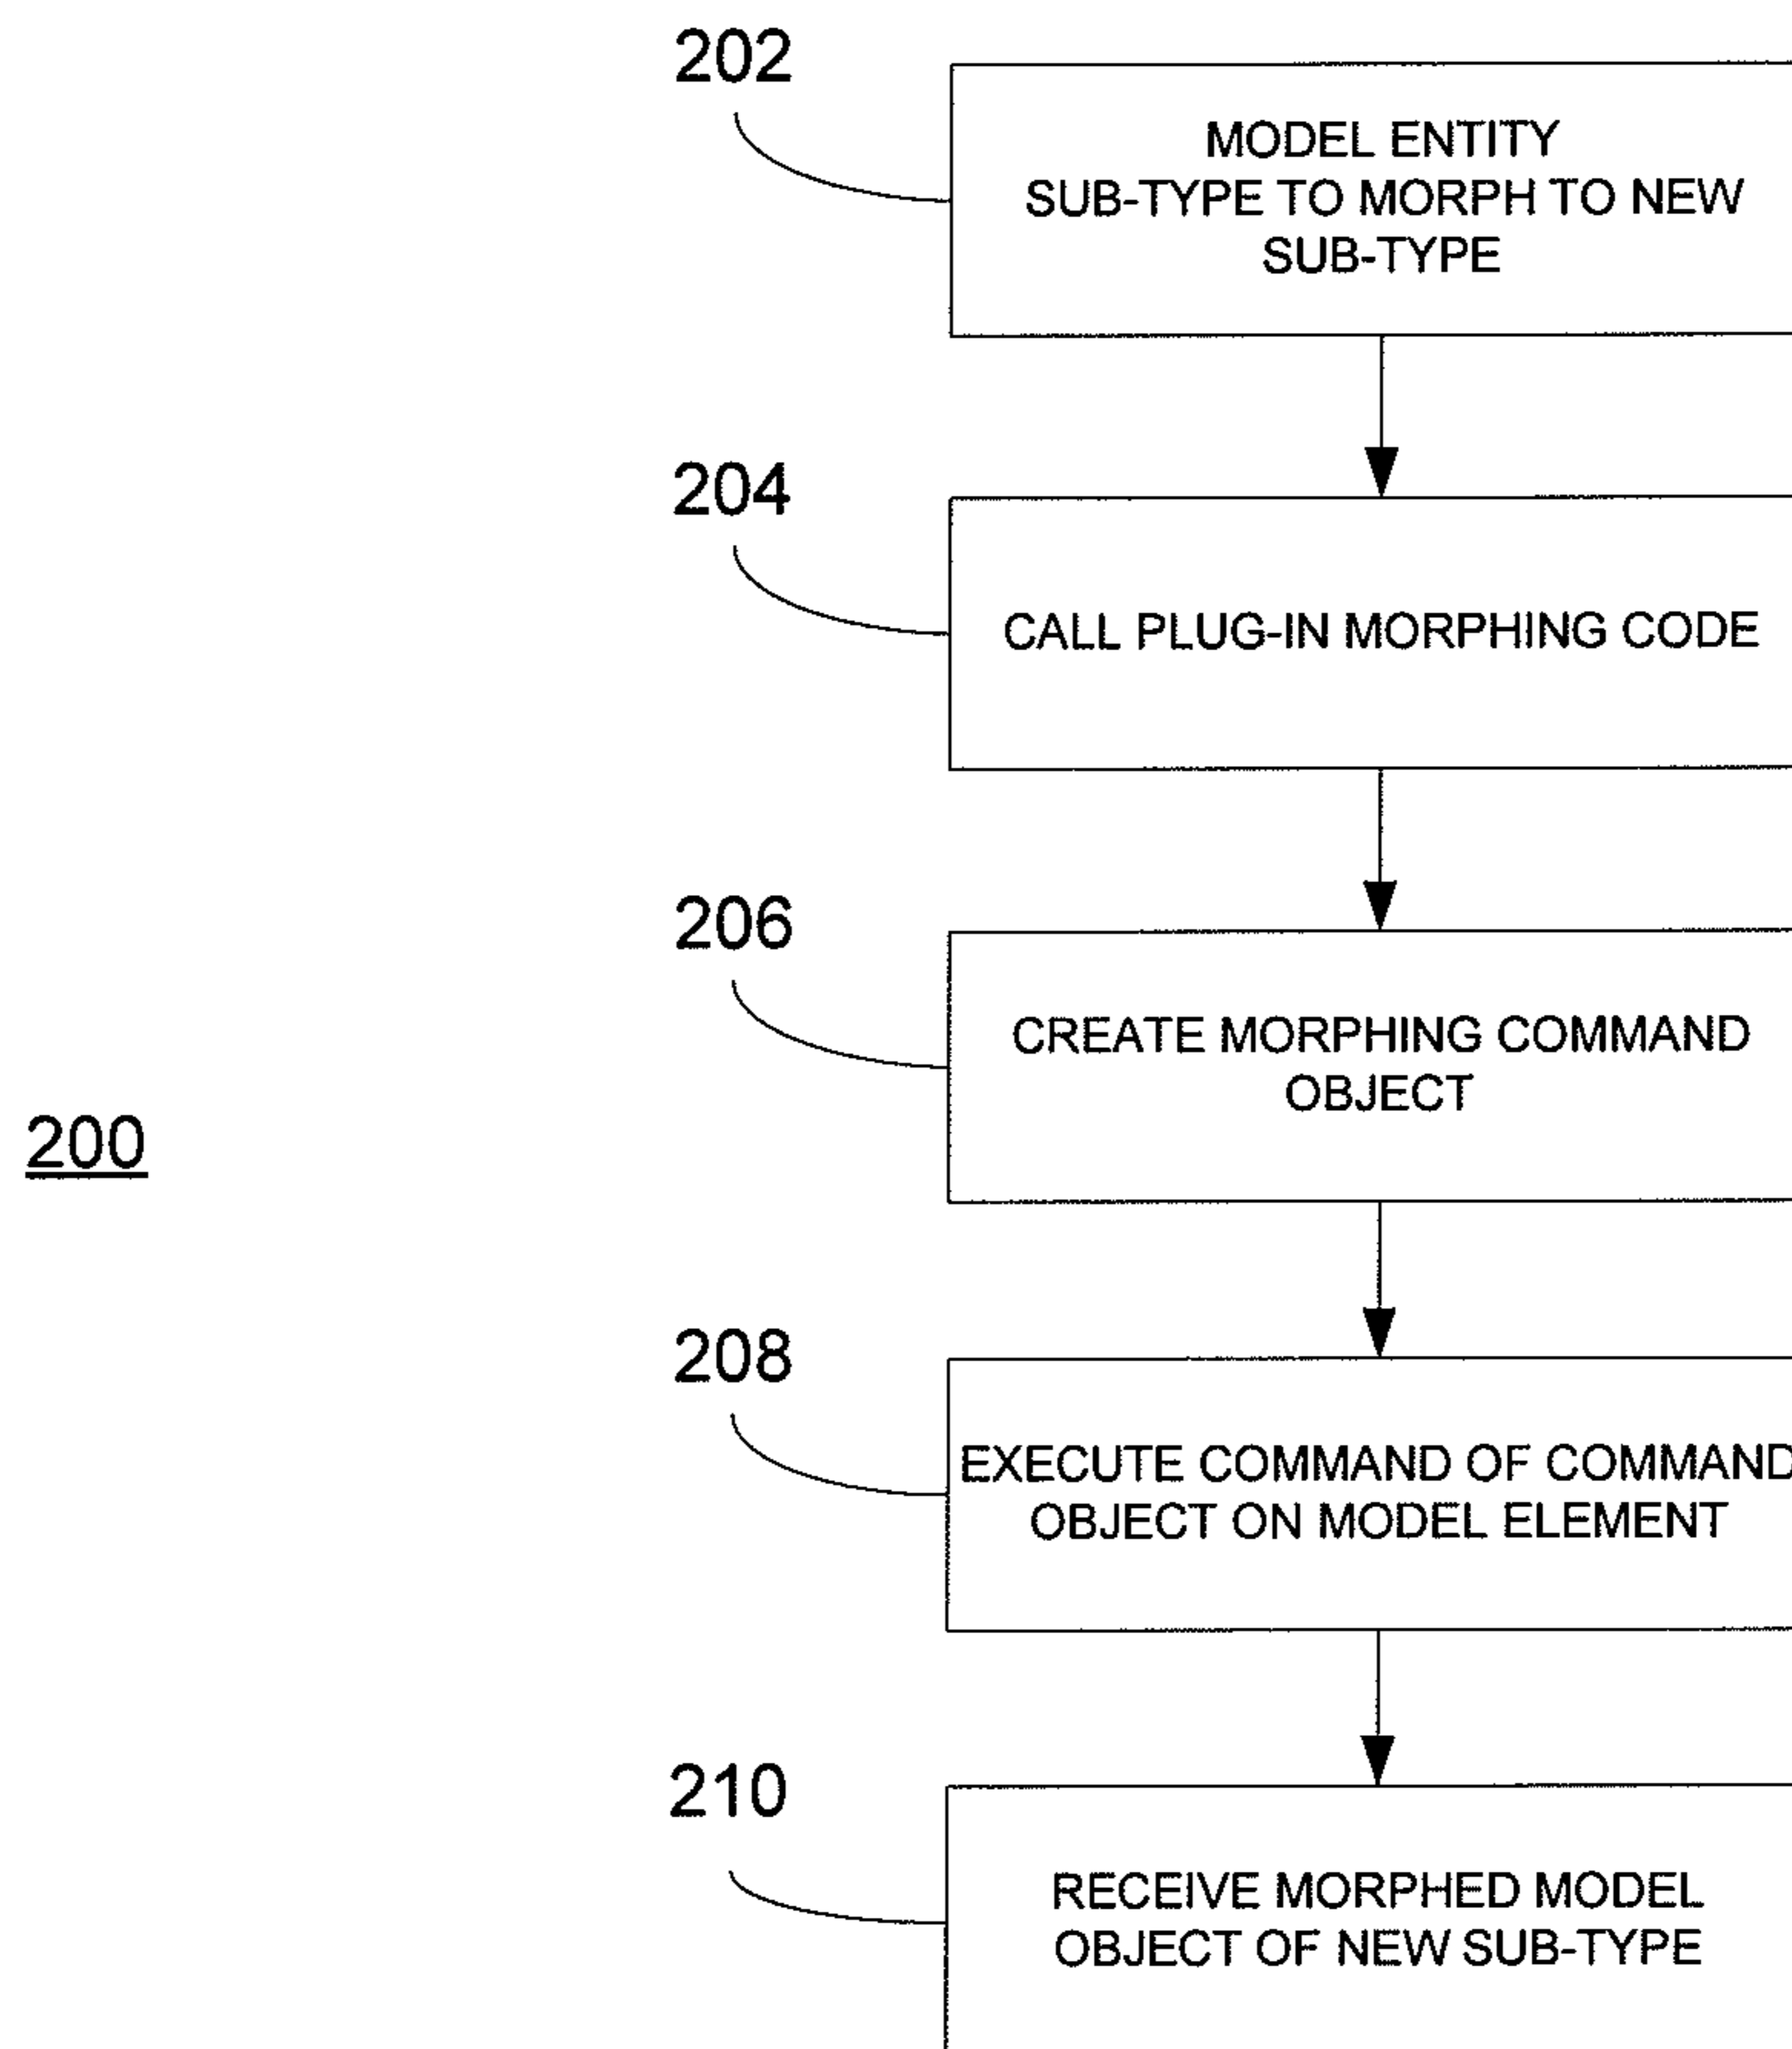 202
MODEL ENTITY
SUB-TYPE TO MORPH TO NEW
SUB-TYPE
204
CALL PLUG-IN MORPHING CODE
206
CREATE MORPHING COMMAND
OBJECT
200
208
EXECUTE COMMAND OF COMMAND
OBJECT ON MODEL ELEMENT
210
RECEIVE MORPHED MODEL
OBJECT OF NEW SUB-TYPE